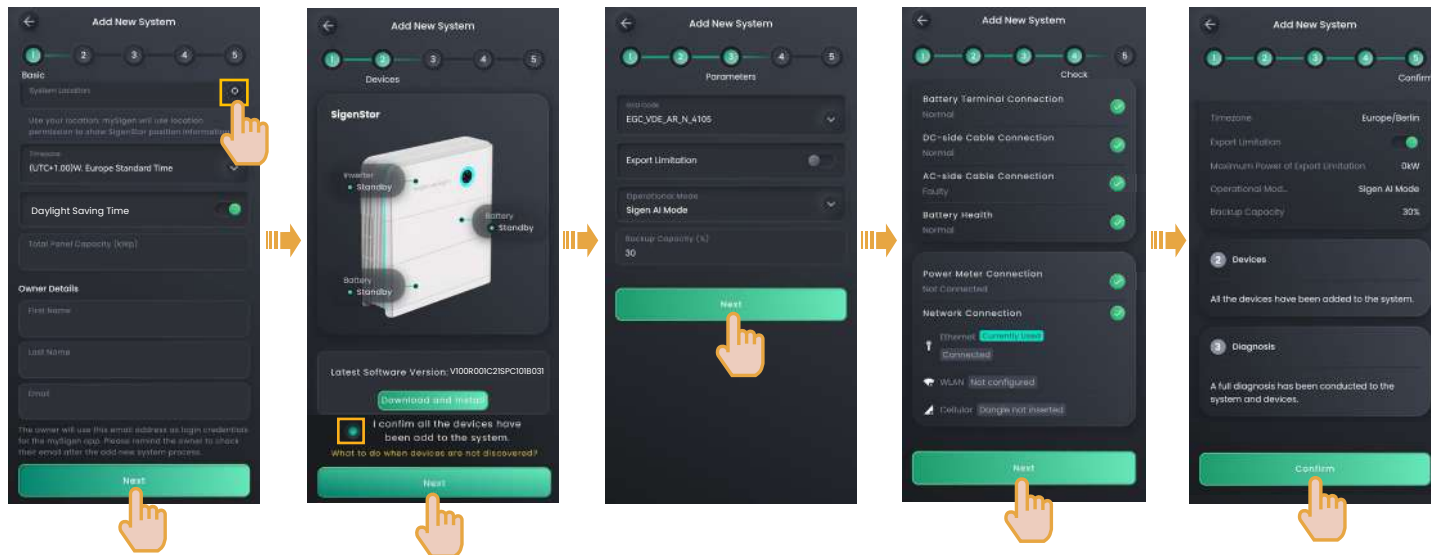 Add New System
1 2 3 4 5
Basic
System Location
Use your location: mySigen will use location
permission to show SigenStor position information
Timezone
(UTC+1.00)W. Europe Standard Time
Daylight Saving Time
Total Panel Capacity (kWp)
Owner Details
First Name
Last Name
Email
The owner will use this email address as login credentials
for the mySigen app. Please remind the owner to check
their email after the add new system process.
Next
Add New System
1 2 3 4 5
Devices
SigenStor
Inverter
Standby
Battery
Standby
Battery
Standby
Latest Software Version: V100R001C21SPC101B031
Download and Install
I confim all the devices have
been add to the system.
What to do when devices are not discovered?
Next
Add New System
1 2 3 4 5
Parameters
Grid Code
EGC_VDE_AR_N_4105
Export Limitation
Operational Mode
Sigen AI Mode
Backup Capacity (%)
30
Next
Add New System
1 2 3 4 5
Check
Battery Terminal Connection
Normal
DC-side Cable Connection
Normal
AC-side Cable Connection
Faulty
Battery Health
Normal
Power Meter Connection
Not Connected
Network Connection
Ethernet Currently Used
Connected
WLAN Not configured
Cellular Dongle not inserted
Next
Add New System
1 2 3 4 5
Confirm
Timezone Europe/Berlin
Export Limitation
Maximum Power of Export Limitation 0kW
Operational Mod... Sigen AI Mode
Backup Capacity 30%
2 Devices
All the devices have been added to the system.
3 Diagnosis
A full diagnosis has been conducted to the
system and devices.
Confirm